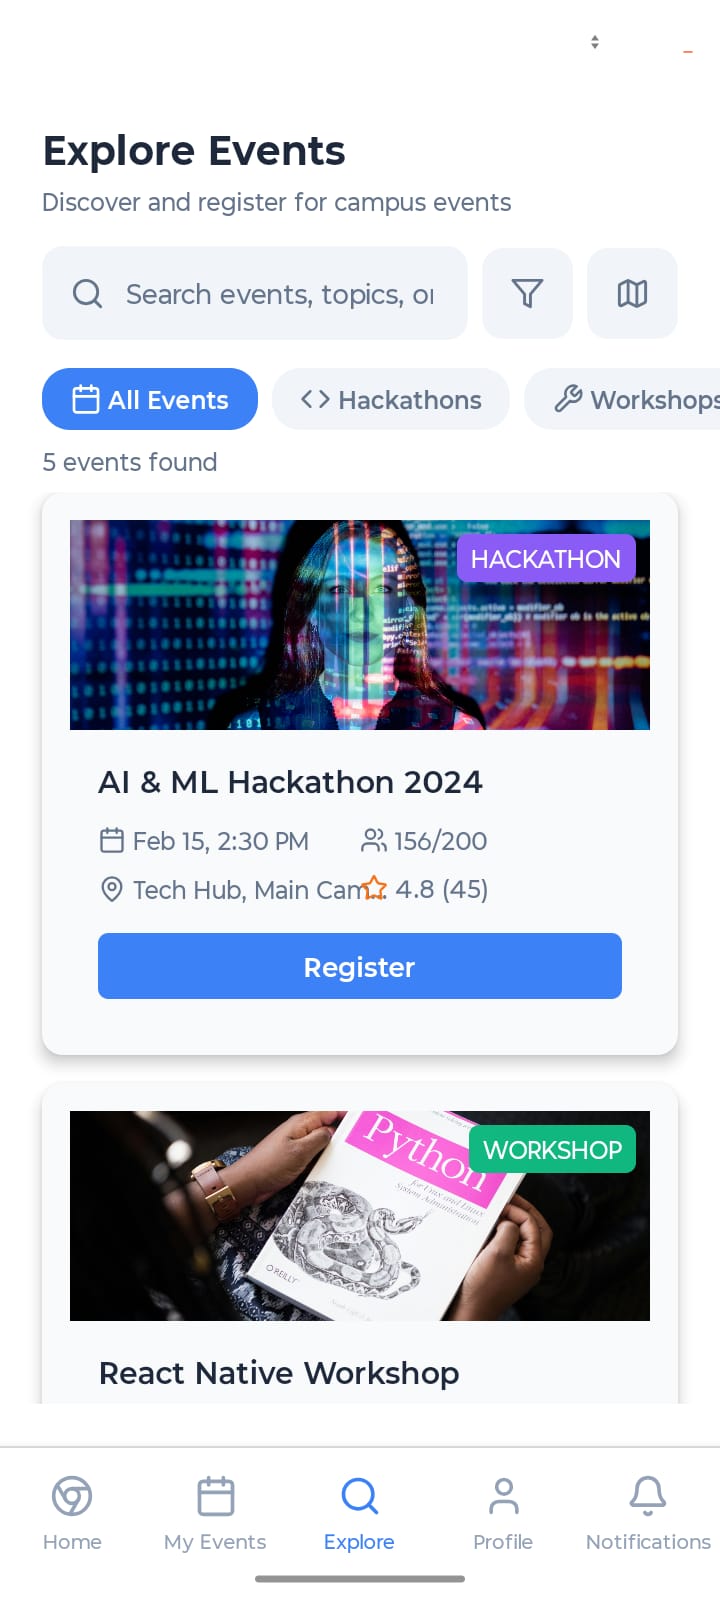 Explore Events
Discover and register for campus events
Search events, topics, or
All Events
Hackathons
Workshops
5 events found
HACKATHON
AI & ML Hackathon 2024
Feb 15, 2:30 PM
156/200
Tech Hub, Main Cam...
4.8 (45)
Register
Python
for Unix and Linux
System Administration
WORKSHOP
O'REILLY
React Native Workshop
Home
My Events
Explore
Profile
Notifications